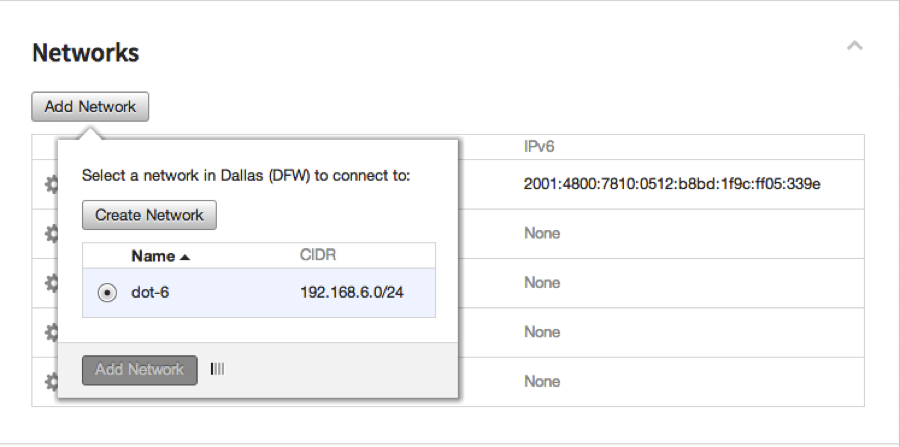 Networks
Add Network
IPv6
Select a network in Dallas (DFW) to connect to:
2001:4800:7810:0512:b8bd:1f9c:ff05:339e
Create Network
None
Name CIDR
dot-6 192.168.6.0/24
None
None
Add Network
None